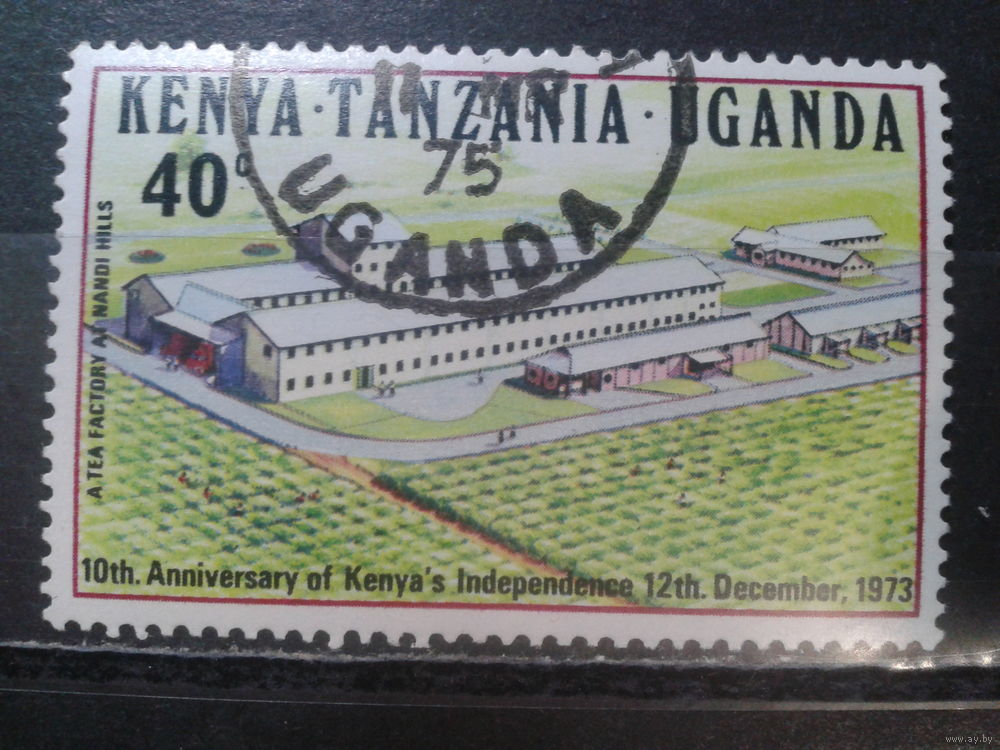 KENYA · TANZANIA · UGANDA
40c
75
UGANDA
A TEA FACTORY AT NANDI HILLS
10th. Anniversary of Kenya's Independence 12th. December, 1973
www.ay.by